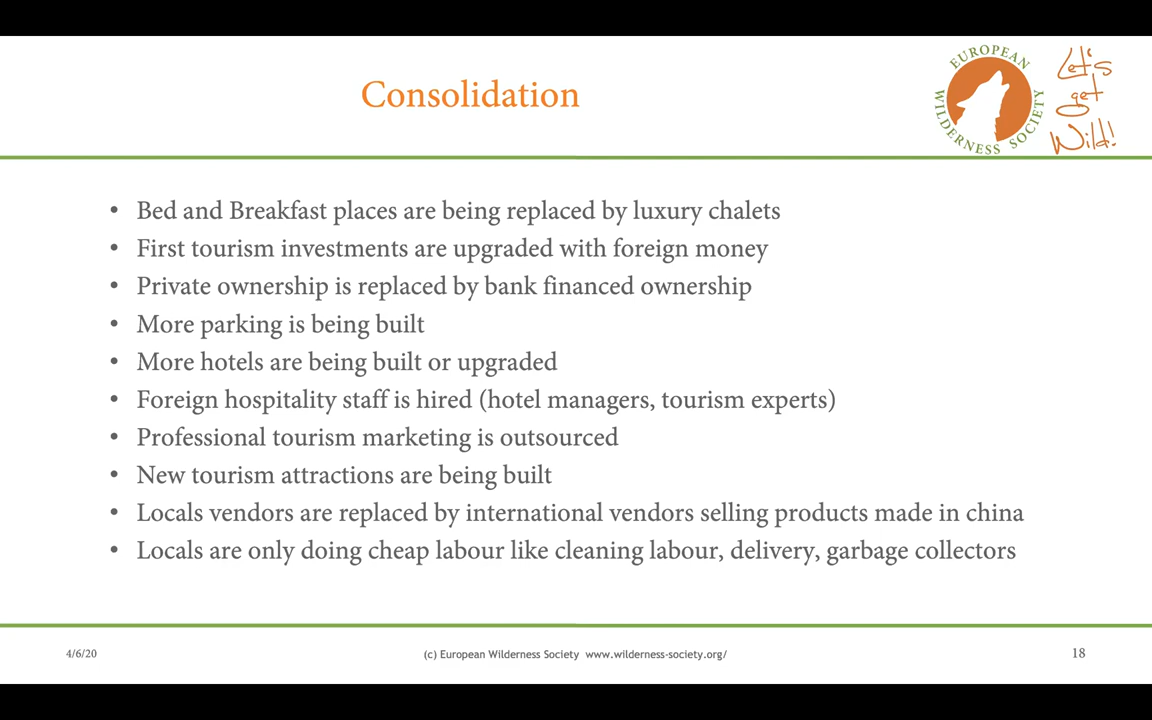 Consolidation
EUROPEAN
WILDERNESS SOCIETY
Let's
get
Wild!
• Bed and Breakfast places are being replaced by luxury chalets
• First tourism investments are upgraded with foreign money
• Private ownership is replaced by bank financed ownership
• More parking is being built
• More hotels are being built or upgraded
• Foreign hospitality staff is hired (hotel managers, tourism experts)
• Professional tourism marketing is outsourced
• New tourism attractions are being built
• Locals vendors are replaced by international vendors selling products made in china
• Locals are only doing cheap labour like cleaning labour, delivery, garbage collectors
4/6/20
(c) European Wilderness Society www.wilderness-society.org/
18